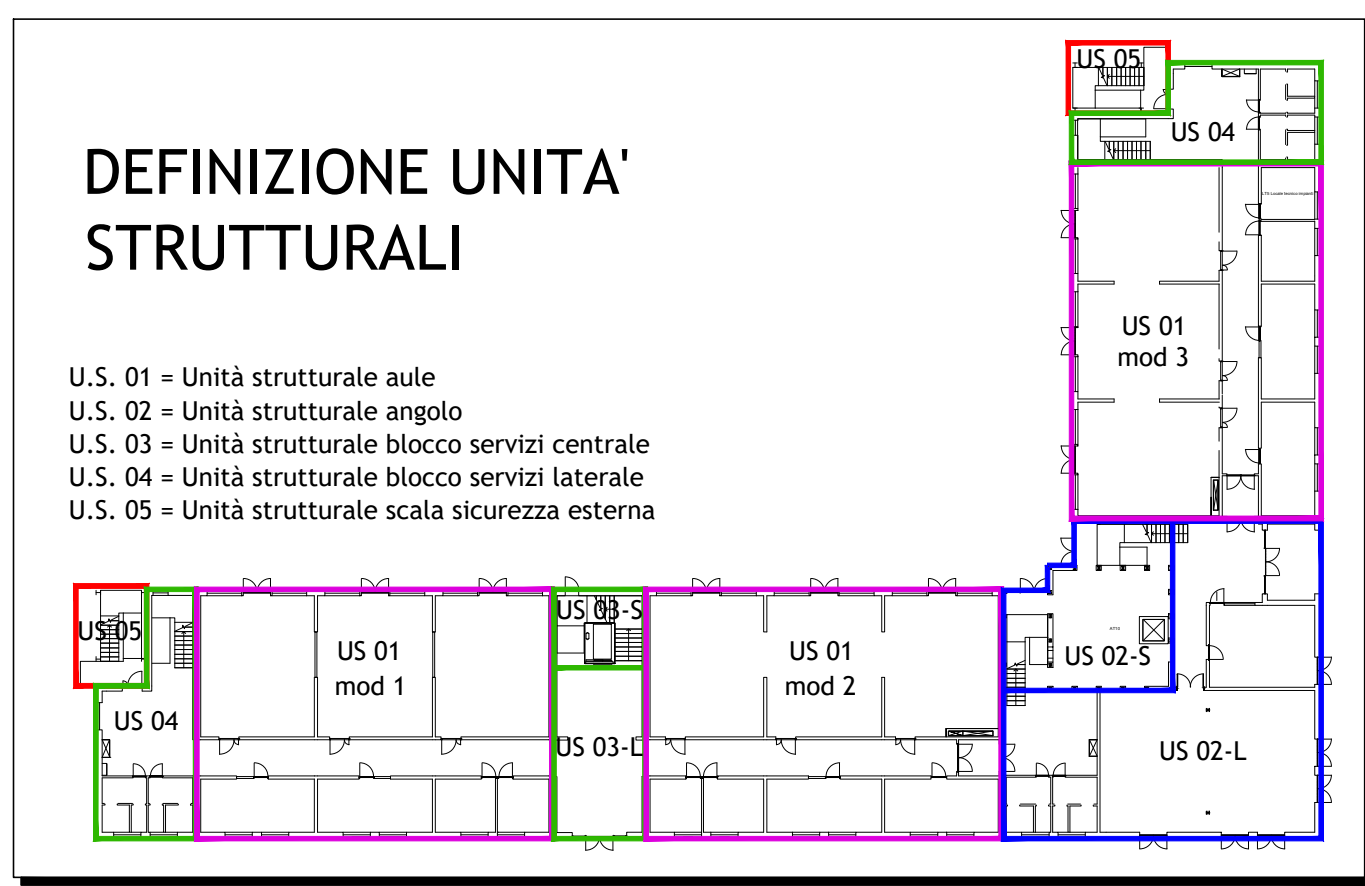 DEFINIZIONE UNITA'
STRUTTURALI
U.S. 01 = Unità strutturale aule
U.S. 02 = Unità strutturale angolo
U.S. 03 = Unità strutturale blocco servizi centrale
U.S. 04 = Unità strutturale blocco servizi laterale
U.S. 05 = Unità strutturale scala sicurezza esterna
US 05
US 04
US 01
mod 3
US 05
US 04
US 01
mod 1
US 03-S
US 03-L
US 01
mod 2
US 02-S
US 02-L